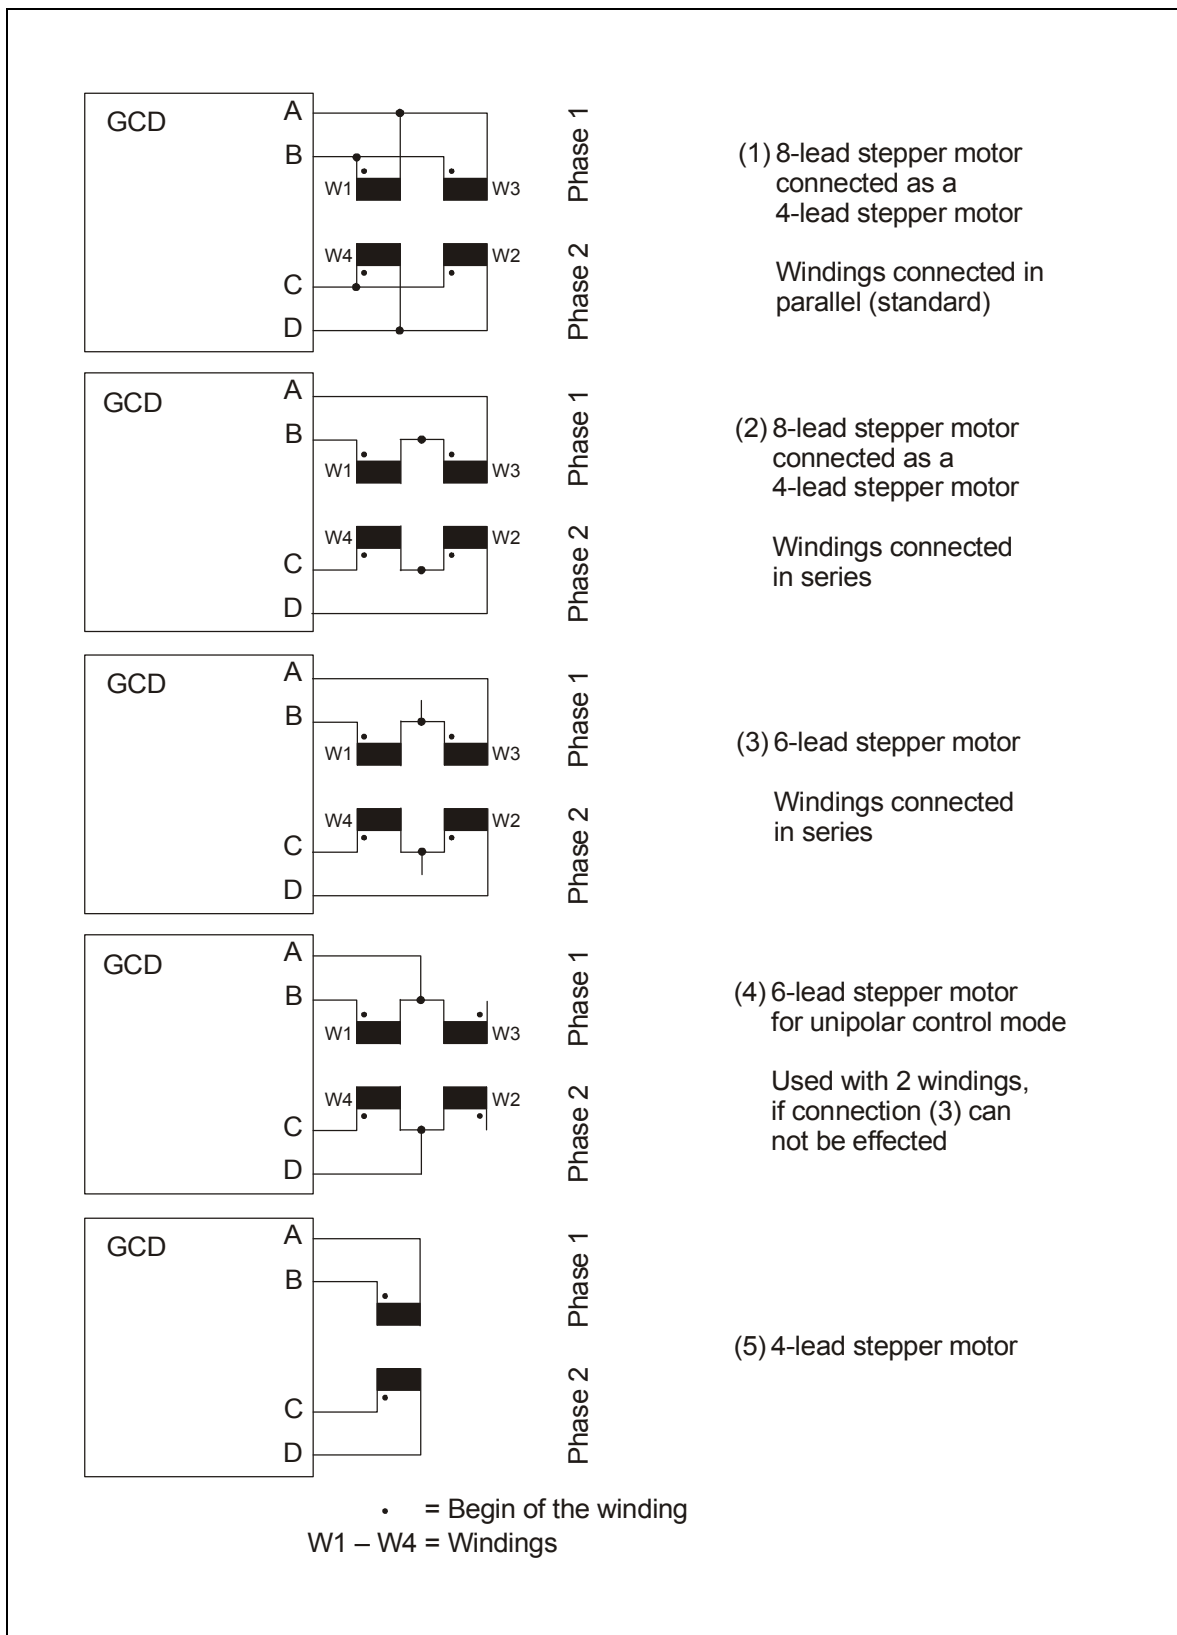 GCD
A
B
W1
W3
Phase 1
W4
W2
C
D
Phase 2
(1) 8-lead stepper motor
connected as a
4-lead stepper motor
Windings connected in
parallel (standard)
GCD
A
B
W1
W3
Phase 1
W4
W2
C
D
Phase 2
(2) 8-lead stepper motor
connected as a
4-lead stepper motor
Windings connected
in series
GCD
A
B
W1
W3
Phase 1
W4
W2
C
D
Phase 2
(3) 6-lead stepper motor
Windings connected
in series
GCD
A
B
W1
W3
Phase 1
W4
W2
C
D
Phase 2
(4) 6-lead stepper motor
for unipolar control mode
Used with 2 windings,
if connection (3) can
not be effected
GCD
A
B
Phase 1
C
D
Phase 2
(5) 4-lead stepper motor
• = Begin of the winding
W1 – W4 = Windings